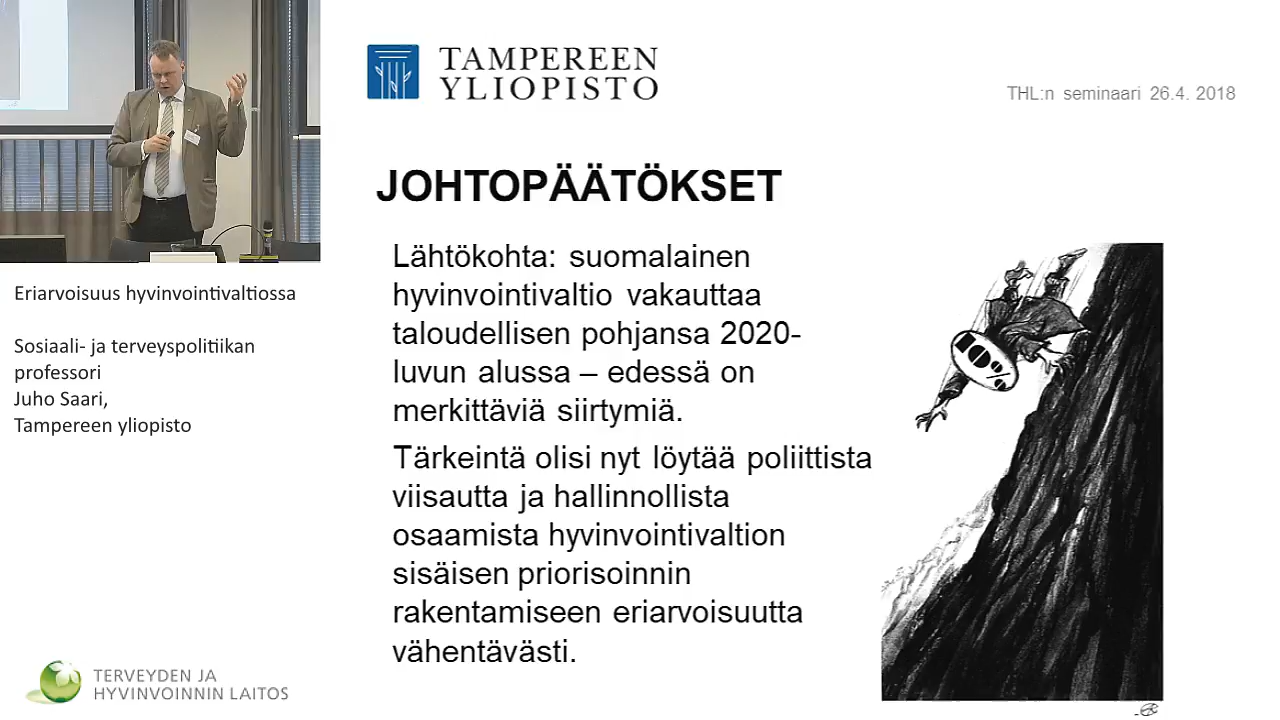 TAMPEREEN
YLIOPISTO
THL:n seminaari 26.4. 2018
JOHTOPÄÄTÖKSET
Lähtökohta: suomalainen
hyvinvointivaltio vakauttaa
taloudellisen pohjansa 2020-
luvun alussa – edessä on
merkittäviä siirtymiä.
Tärkeintä olisi nyt löytää poliittista
viisautta ja hallinnollista
osaamista hyvinvointivaltion
sisäisen priorisoinnin
rakentamiseen eriarvoisuutta
vähentävästi.
10%
Eriarvoisuus hyvinvointivaltiossa
Sosiaali- ja terveyspolitiikan
professori
Juho Saari,
Tampereen yliopisto
TERVEYDEN JA
HYVINVOINNIN LAITOS